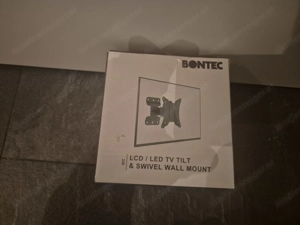 BONTEC
LCD / LED TV TILT
& SWIVEL WALL MOUNT